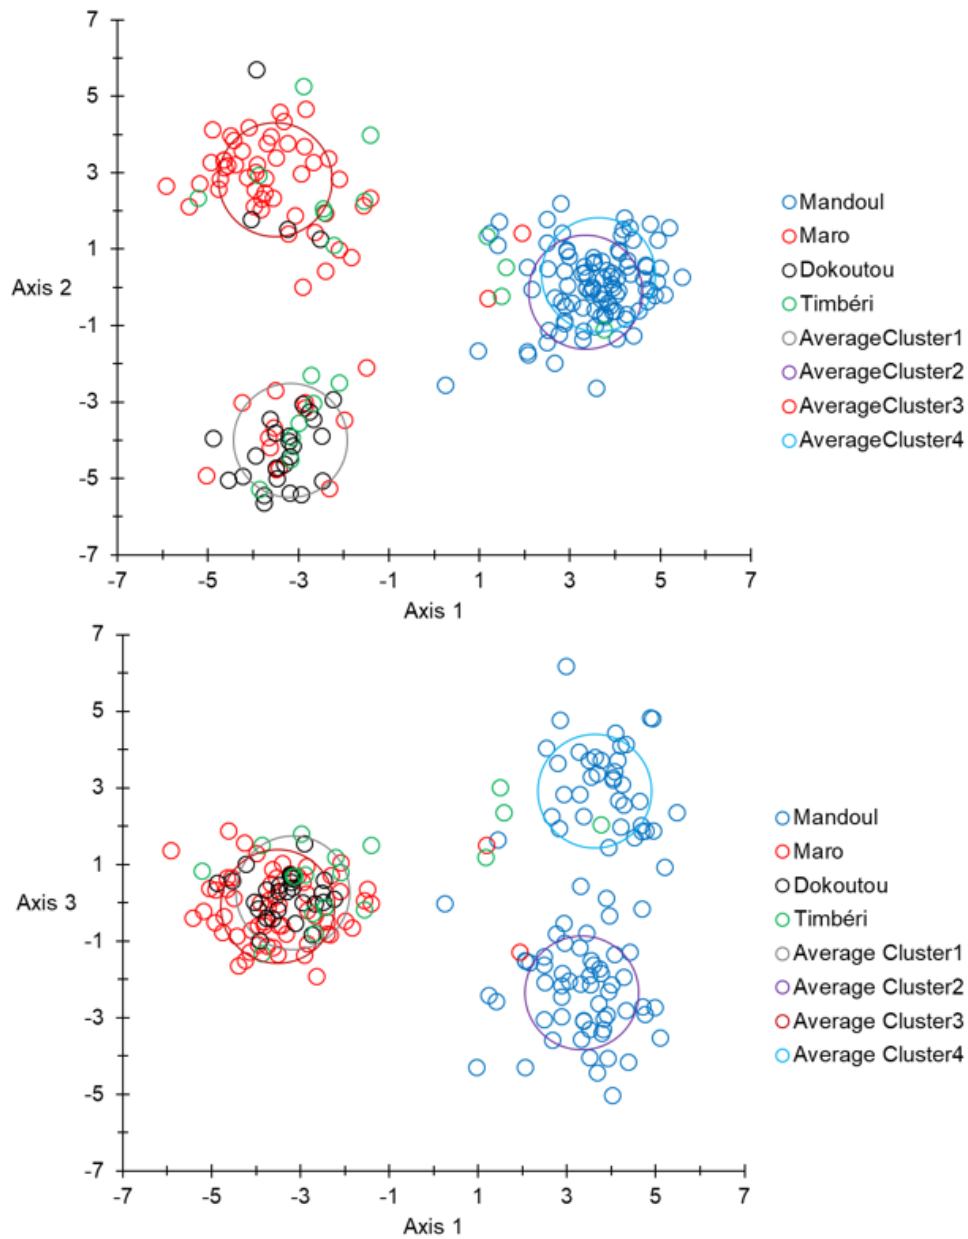 7
5
3
1
Axis 2
-1
-3
-5
-7
-7 -5 -3 -1 1 3 5 7
Axis 1
Mandoul
Maro
Dokoutou
Timbéri
AverageCluster1
AverageCluster2
AverageCluster3
AverageCluster4
7
5
3
1
Axis 3
-1
-3
-5
-7
-7 -5 -3 -1 1 3 5 7
Axis 1
Mandoul
Maro
Dokoutou
Timbéri
Average Cluster1
Average Cluster2
Average Cluster3
Average Cluster4